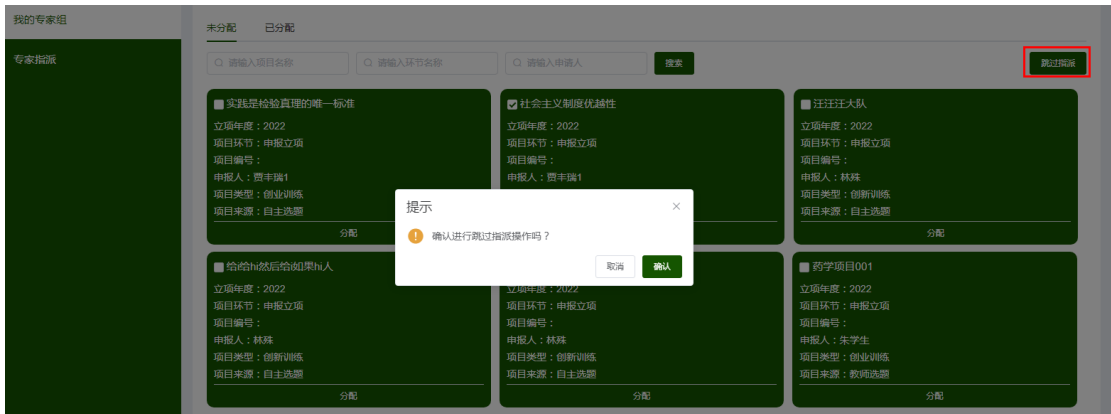 我的专家组
专家指派
未分配 已分配
请输入项目名称 请输入环节名称 请输入申请人 搜索 跳过指派
实践是检验真理的唯一标准
立项年度：2022
项目环节：申报立项
项目编号：
申报人：贾丰瑞1
项目类型：创业训练
项目来源：自主选题
分配
社会主义制度优越性
立项年度：2022
项目环节：申报立项
项目编号：
申报人：贾丰瑞1
汪汪汪大队
立项年度：2022
项目环节：申报立项
项目编号：
申报人：林殊
项目类型：创新训练
项目来源：自主选题
分配
提示
确认进行跳过指派操作吗？
取消 确认
给i给hi然后给i如果hi人
立项年度：2022
项目环节：申报立项
项目编号：
申报人：林殊
项目类型：创新训练
项目来源：自主选题
分配
立项年度：2022
项目环节：申报立项
项目编号：
申报人：林殊
项目类型：创新训练
项目来源：自主选题
分配
药学项目001
立项年度：2022
项目环节：申报立项
项目编号：
申报人：朱学生
项目类型：创业训练
项目来源：教师选题
分配